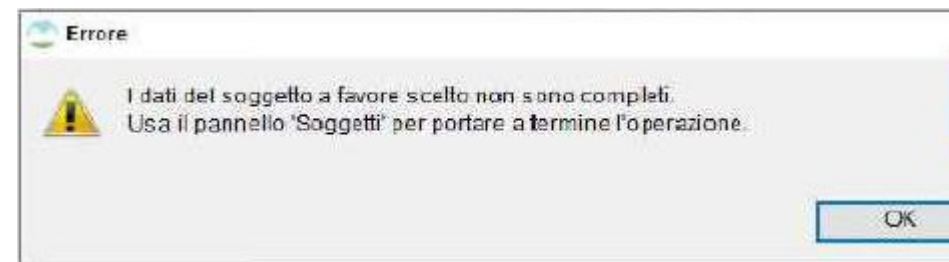 Errore
I dati del soggetto a favore scelto non sono completi.
Usa il pannello 'Soggetti' per portare a termine l'operazione.
OK